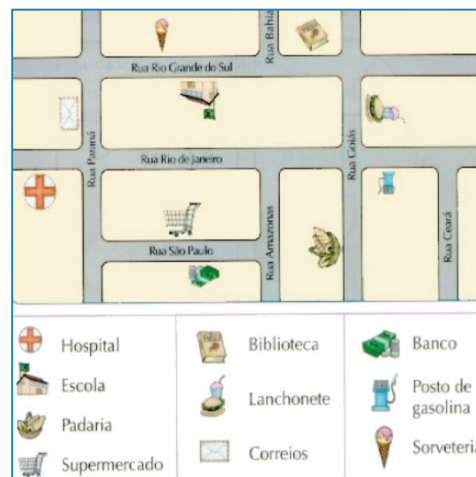 Rua Bahia
Rua Rio Grande do Sul
Rua Paraná
Rua Rio de Janeiro
Rua Goiás
Rua São Paulo
Rua Amazonas
Rua Ceará
Hospital
Escola
Padaria
Supermercado
Biblioteca
Lanchonete
Correios
Banco
Posto de
gasolina
Sorveteria